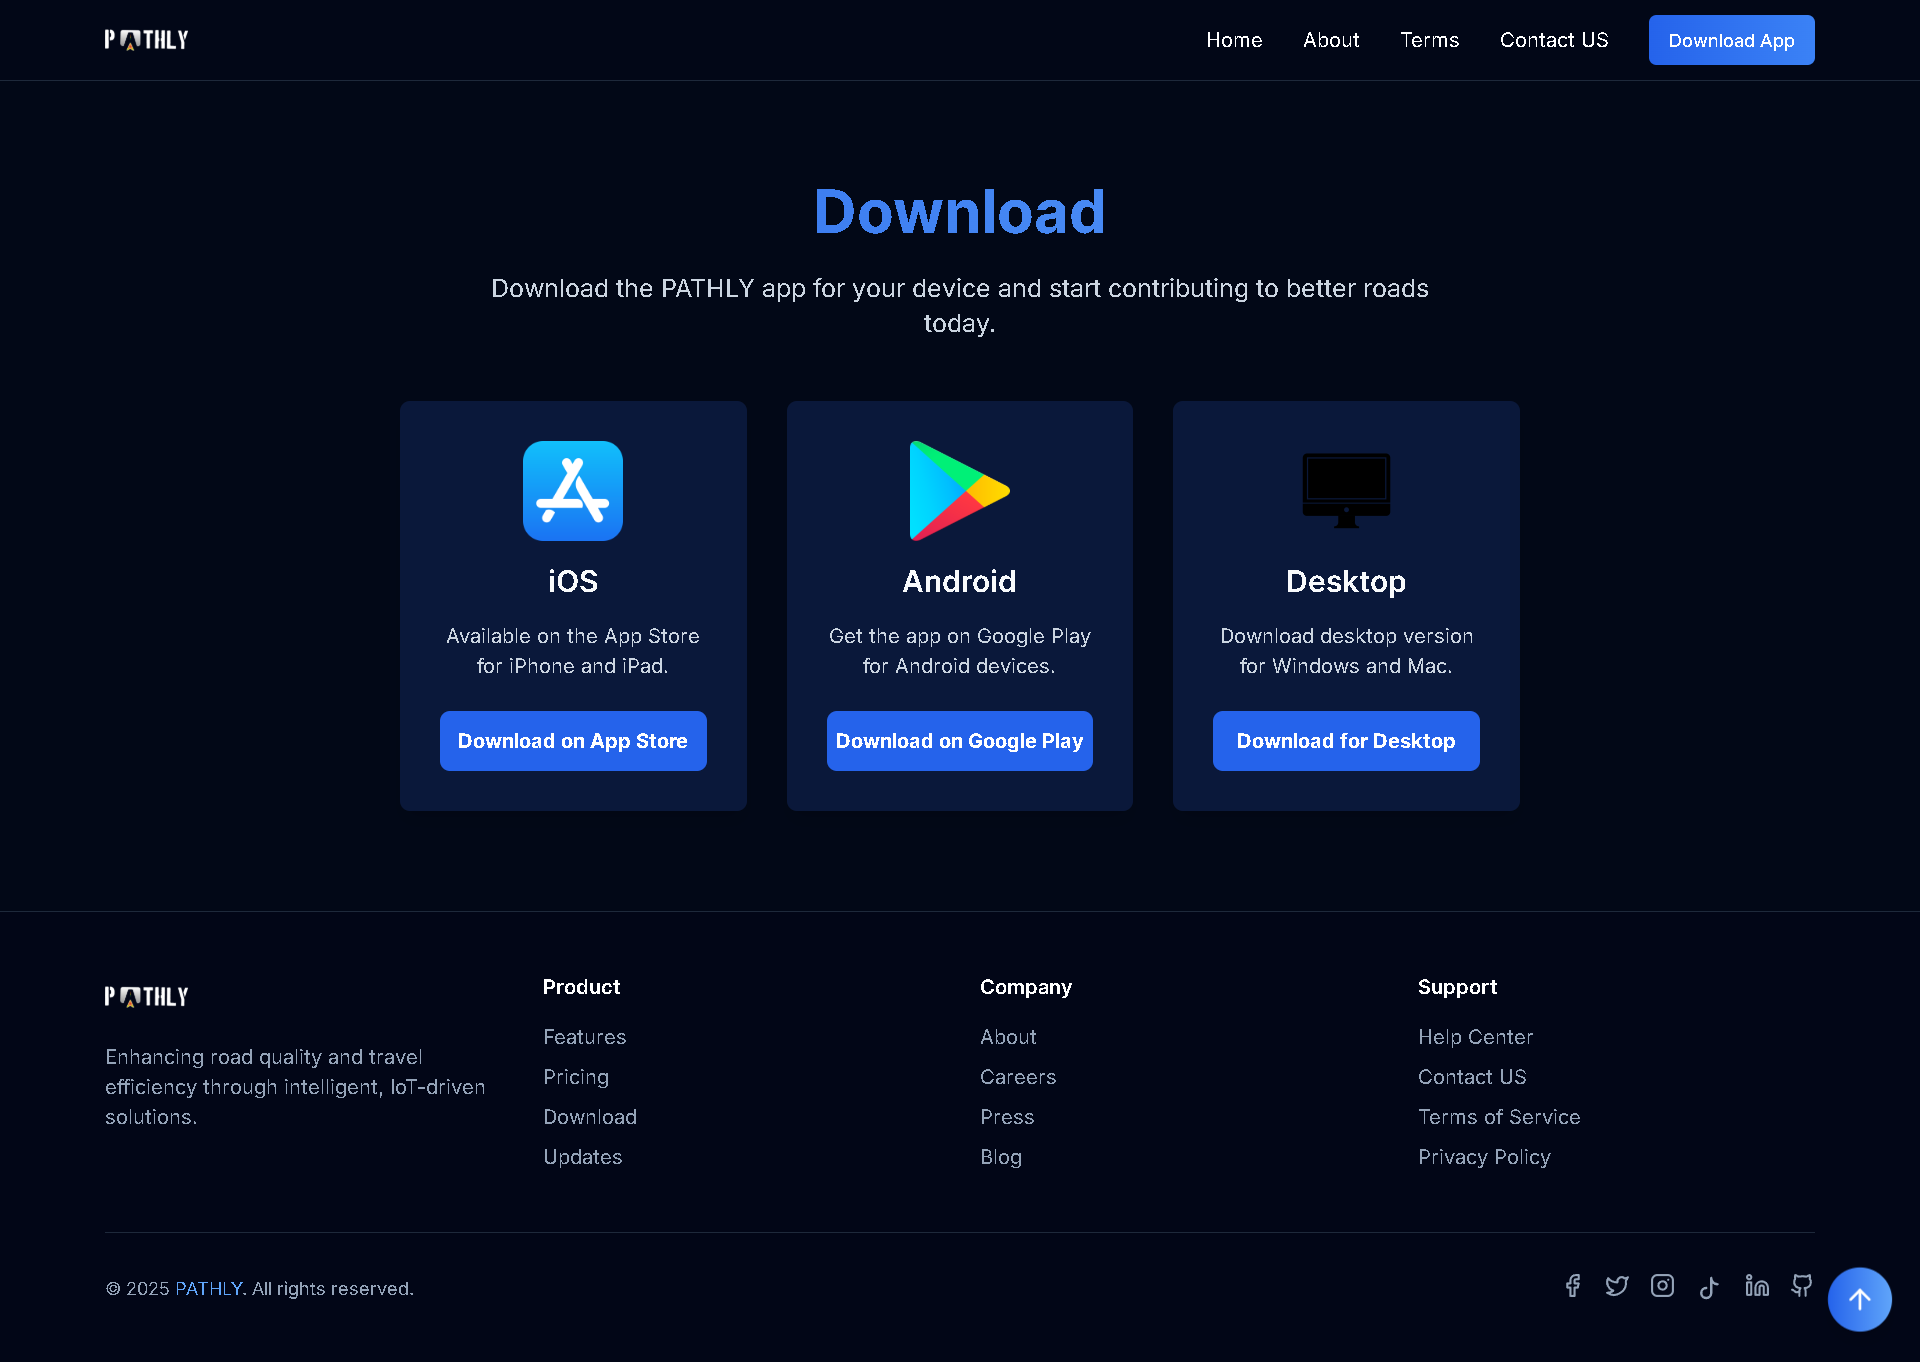 PATHLY
Home
About
Terms
Contact US
Download App
Download
Download the PATHLY app for your device and start contributing to better roads
today.
iOS
Available on the App Store
for iPhone and iPad.
Download on App Store
Android
Get the app on Google Play
for Android devices.
Download on Google Play
Desktop
Download desktop version
for Windows and Mac.
Download for Desktop
PATHLY
Enhancing road quality and travel
efficiency through intelligent, IoT-driven
solutions.
Product
Features
Pricing
Download
Updates
Company
About
Careers
Press
Blog
Support
Help Center
Contact US
Terms of Service
Privacy Policy
© 2025 PATHLY. All rights reserved.